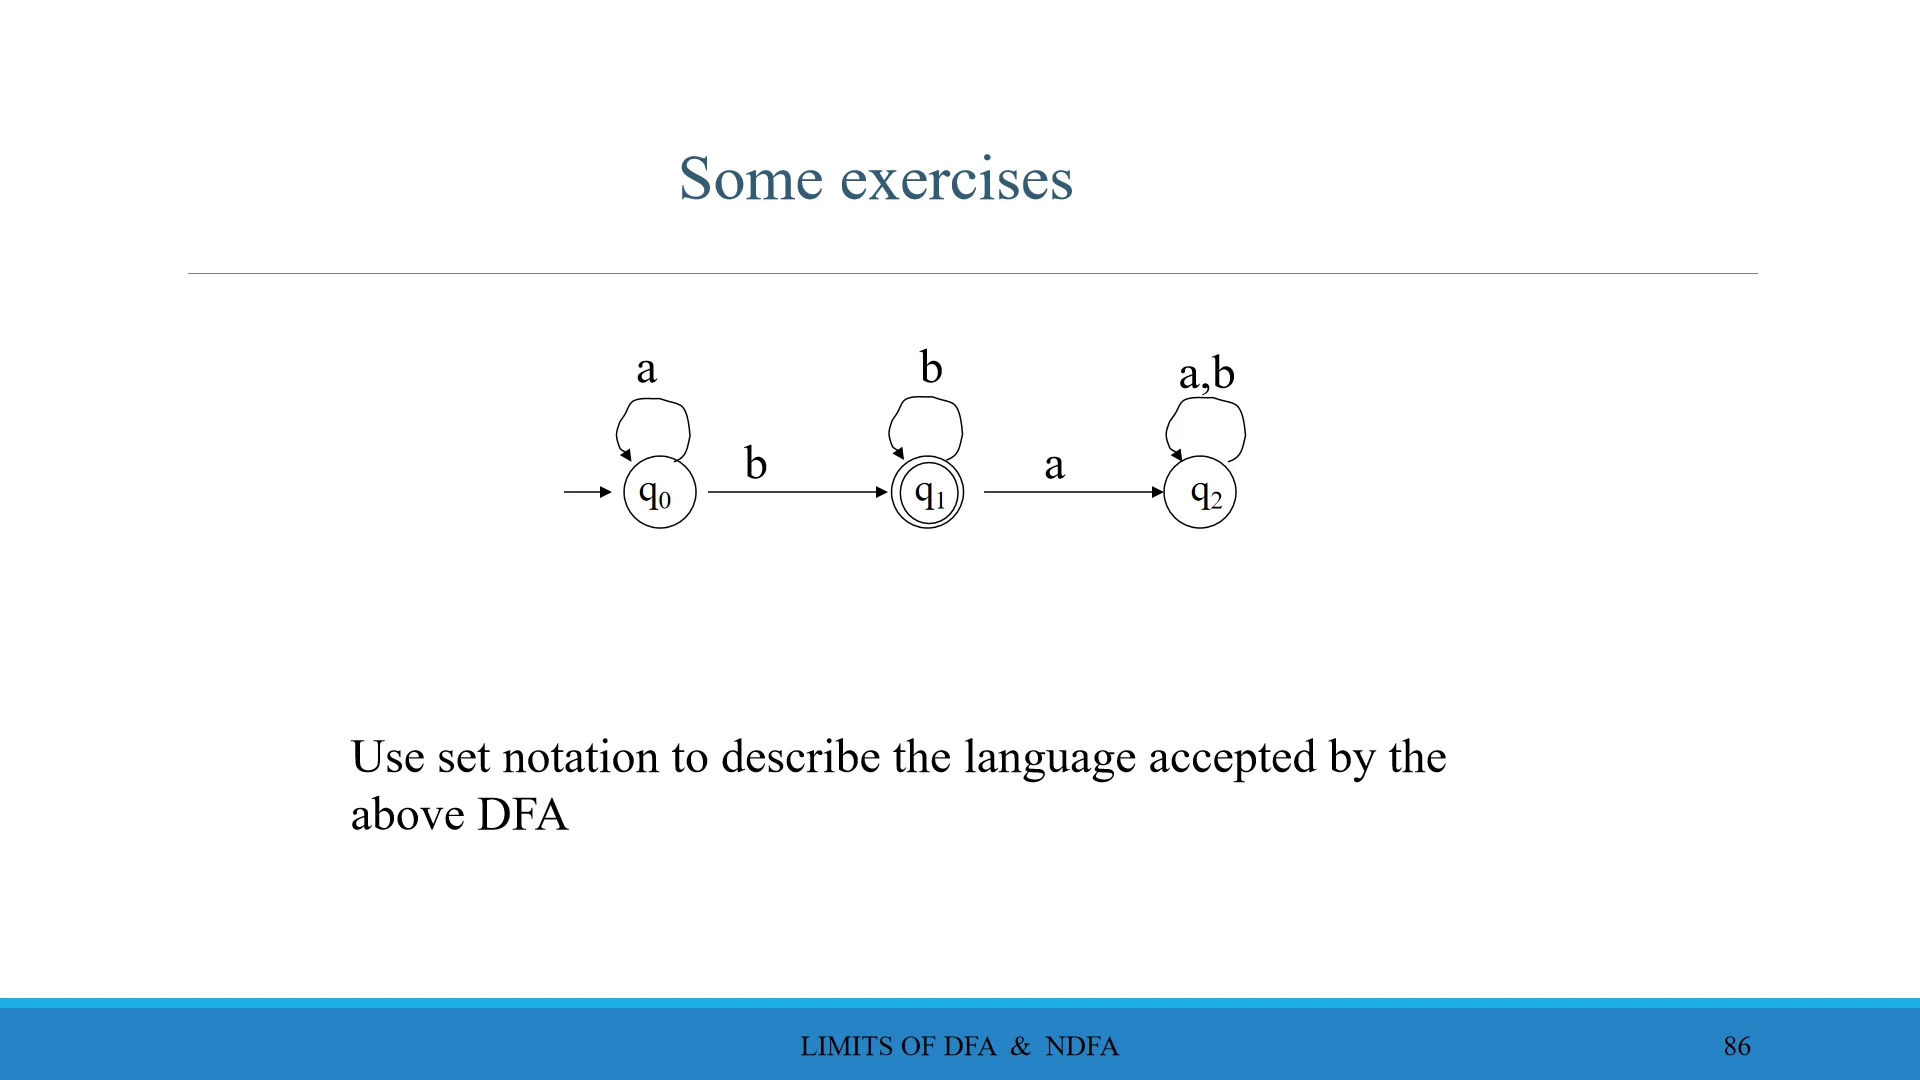 Some exercises
a
b
a,b
b
a
q0
q1
q2
Use set notation to describe the language accepted by the
above DFA
LIMITS OF DFA & NDFA
86